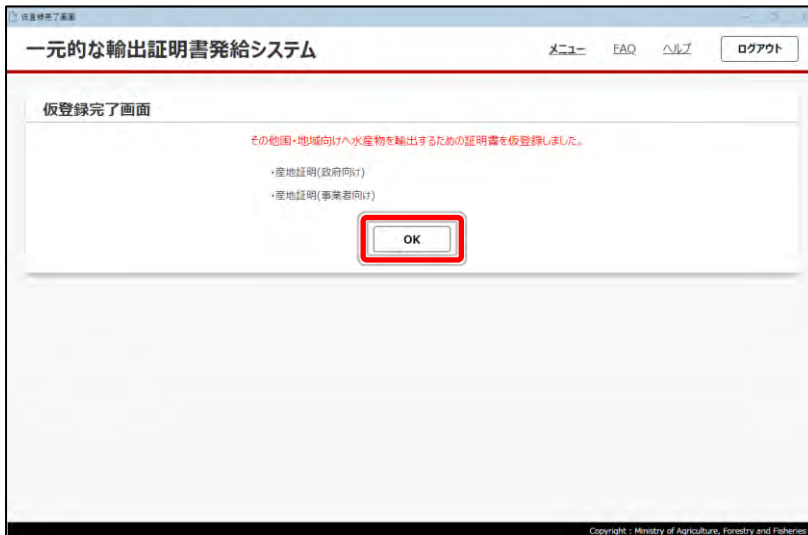 仮登録完了画面
一元的な輸出証明書発給システム
メニュー FAQ ヘルプ ログアウト
仮登録完了画面
その他国・地域向けへ水産物を輸出するための証明書を仮登録しました。
・産地証明(政府向け)
・産地証明(事業者向け)
OK
Copyright : Ministry of Agriculture, Forestry and Fisheries